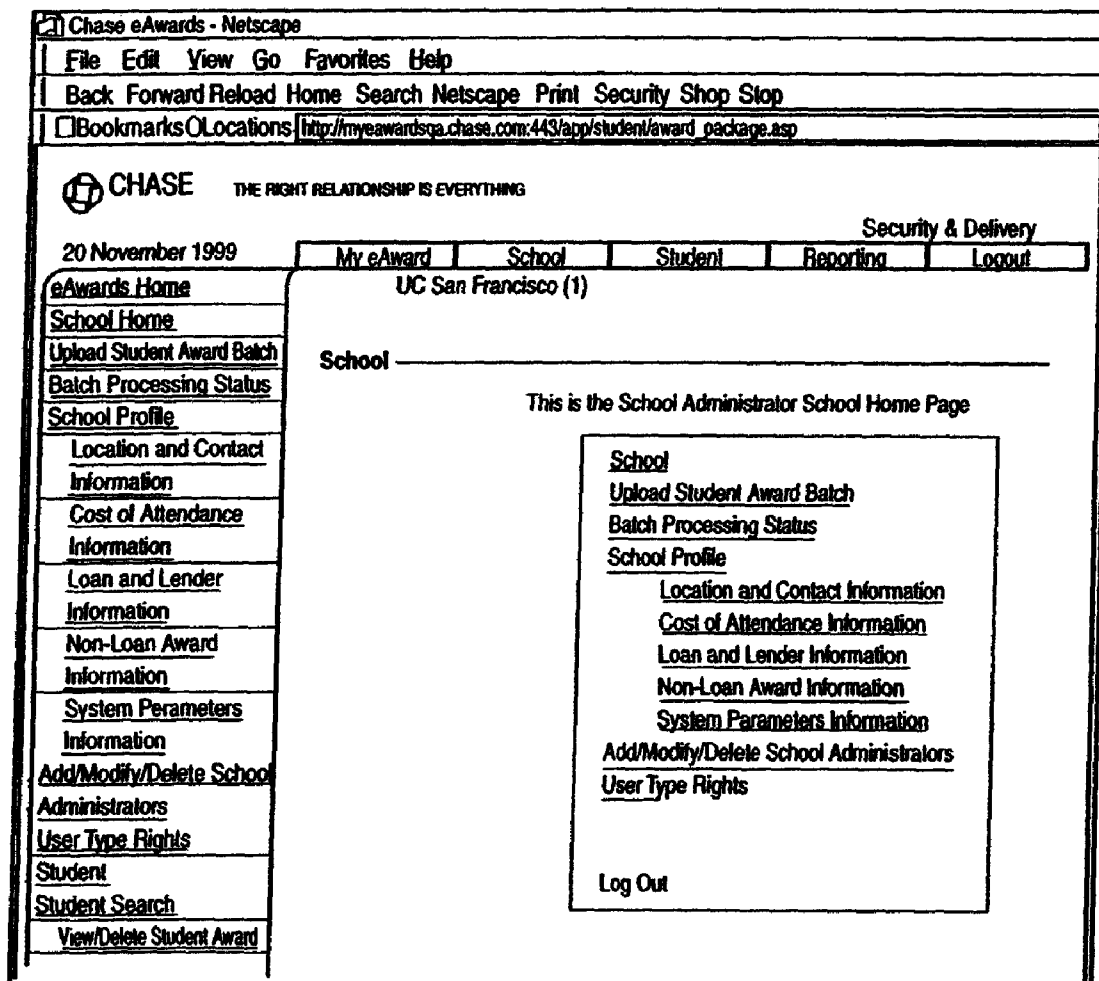 Chase eAwards - Netscape
File Edit View Go Favorites Help
Back Forward Reload Home Search Netscape Print Security Shop Stop
Bookmarks Locations http://myeawardsqa.chase.com:443/app/student/award_package.asp
CHASE THE RIGHT RELATIONSHIP IS EVERYTHING
Security & Delivery
20 November 1999
My eAward School Student Reporting Logout
eAwards Home
School Home
Upload Student Award Batch
Batch Processing Status
School Profile
Location and Contact
Information
Cost of Attendance
Information
Loan and Lender
Information
Non-Loan Award
Information
System Perameters
Information
Add/Modify/Delete School
Administrators
User Type Rights
Student
Student Search
View/Delete Student Award
UC San Francisco (1)
School
This is the School Administrator School Home Page
School
Upload Student Award Batch
Batch Processing Status
School Profile
Location and Contact Information
Cost of Attendance Information
Loan and Lender Information
Non-Loan Award Information
System Parameters Information
Add/Modify/Delete School Administrators
User Type Rights
Log Out